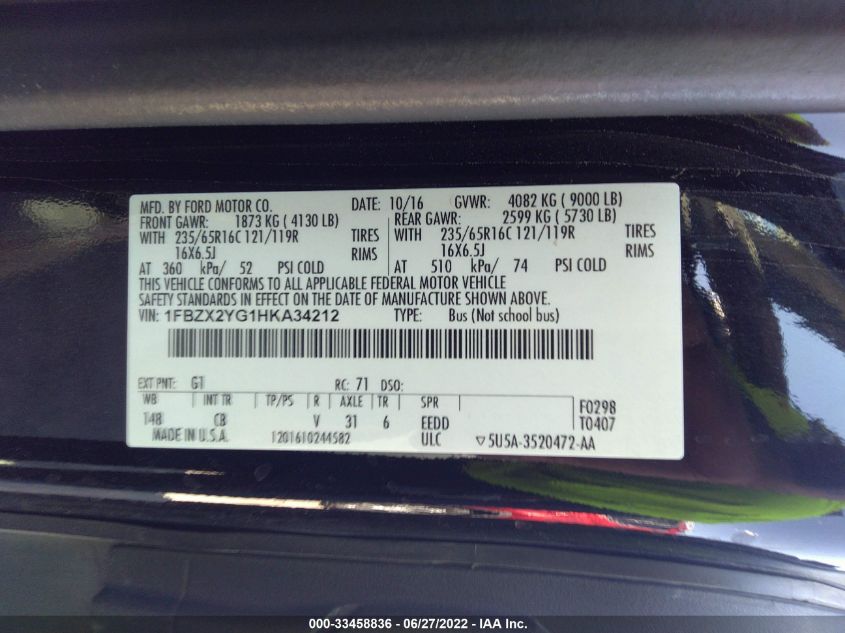 MFD. BY FORD MOTOR CO. DATE: 10/16 GVWR: 4082 KG ( 9000 LB)
FRONT GAWR: 1873 KG ( 4130 LB) REAR GAWR: 2599 KG ( 5730 LB)
WITH 235/65R16C 121/119R TIRES WITH 235/65R16C 121/119R TIRES
16X6.5J RIMS 16X6.5J RIMS
AT 360 kPa/ 52 PSI COLD AT 510 kPa/ 74 PSI COLD
THIS VEHICLE CONFORMS TO ALL APPLICABLE FEDERAL MOTOR VEHICLE
SAFETY STANDARDS IN EFFECT ON THE DATE OF MANUFACTURE SHOWN ABOVE.
VIN: 1FBZX2YG1HKA34212 TYPE: Bus (Not school bus)
EXT PNT: G1 RC: 71 DSO:
WB INT TR TP/PS R AXLE TR SPR F0298
148 CB V 31 6 EEDD T0407
MADE IN U.S.A. 1201610244582 ULC ▽5U5A-3520472-AA
000-33458836 / 06/27/2022 - IAA Inc.